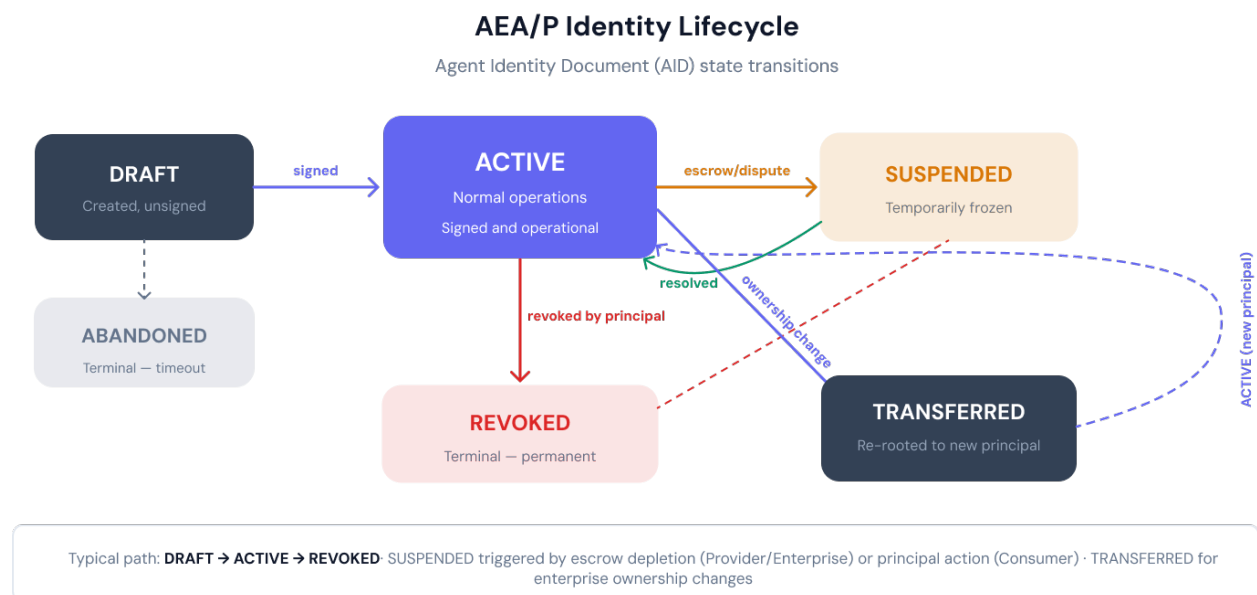 AEA/P Identity Lifecycle
Agent Identity Document (AID) state transitions
DRAFT
Created, unsigned
signed
ACTIVE
Normal operations
Signed and operational
escrow/dispute
SUSPENDED
Temporarily frozen
resolved
ownership change
ACTIVE (new principal)
revoked by principal
ABANDONED
Terminal — timeout
REVOKED
Terminal — permanent
TRANSFERRED
Re-rooted to new principal
Typical path: DRAFT → ACTIVE → REVOKED· SUSPENDED triggered by escrow depletion (Provider/Enterprise) or principal action (Consumer) · TRANSFERRED for
enterprise ownership changes